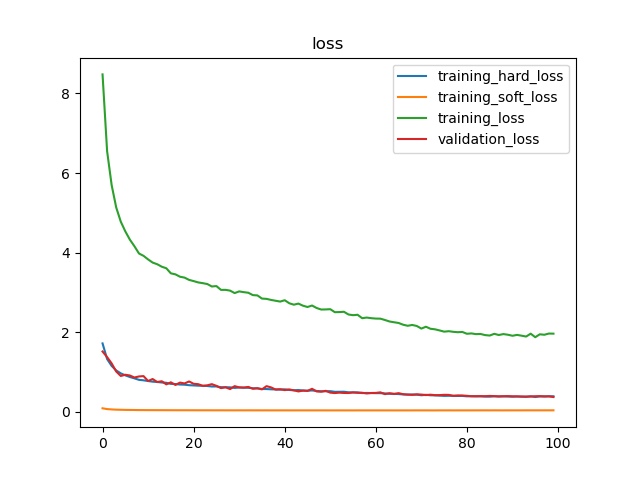 loss
training_hard_loss
training_soft_loss
training_loss
validation_loss
8
6
4
2
0
0 20 40 60 80 100